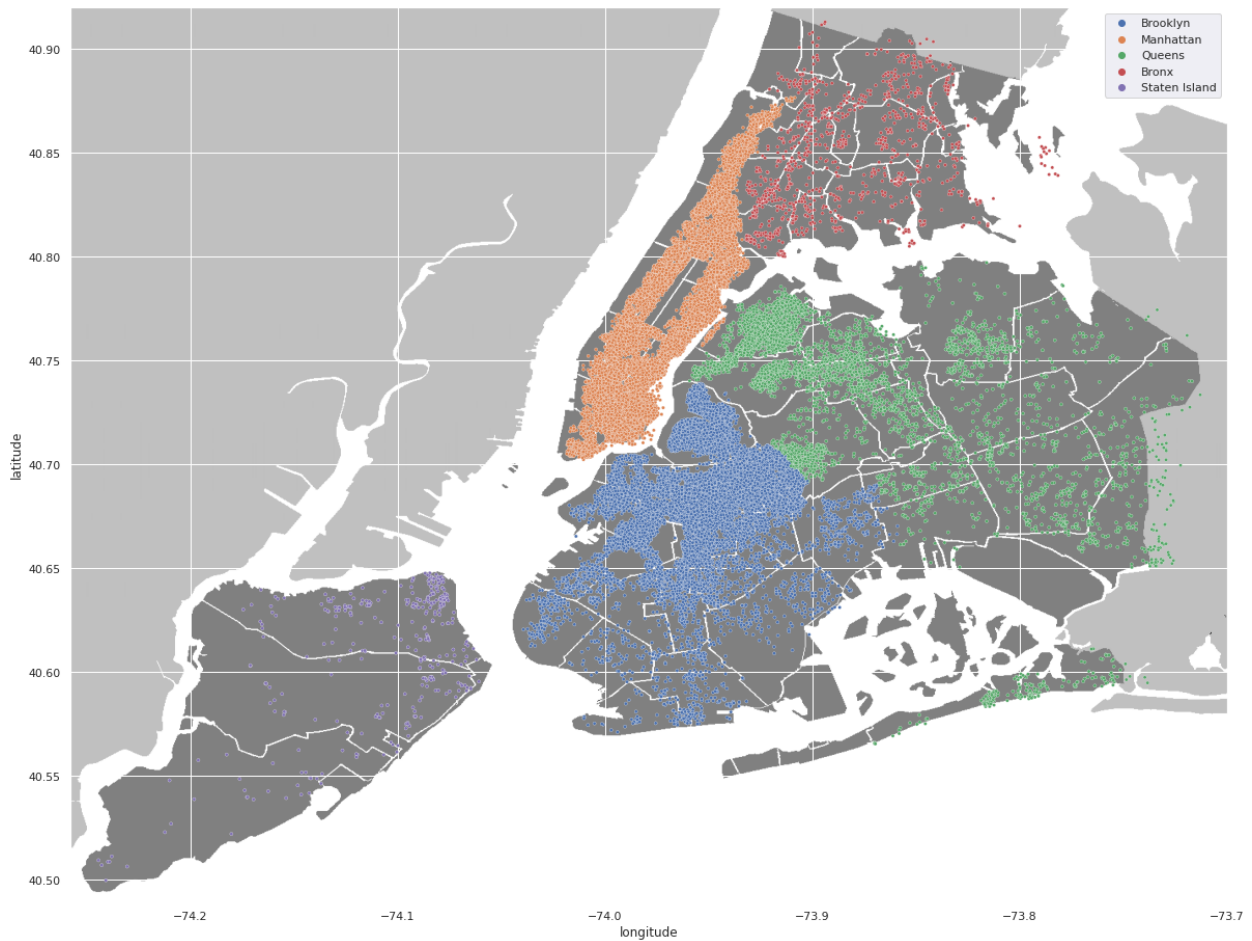 Brooklyn
Manhattan
Queens
Bronx
Staten Island
latitude
40.90
40.85
40.80
40.75
40.70
40.65
40.60
40.55
40.50
−74.2 −74.1 −74.0 −73.9 −73.8 −73.7
longitude